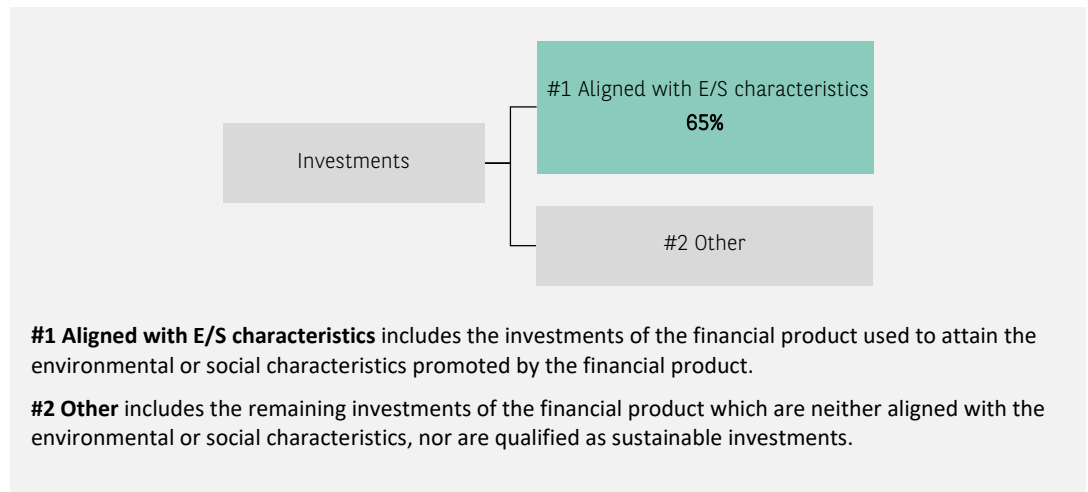 #1 Aligned with E/S characteristics
65%
Investments
#2 Other
#1 Aligned with E/S characteristics includes the investments of the financial product used to attain the
environmental or social characteristics promoted by the financial product.
#2 Other includes the remaining investments of the financial product which are neither aligned with the
environmental or social characteristics, nor are qualified as sustainable investments.